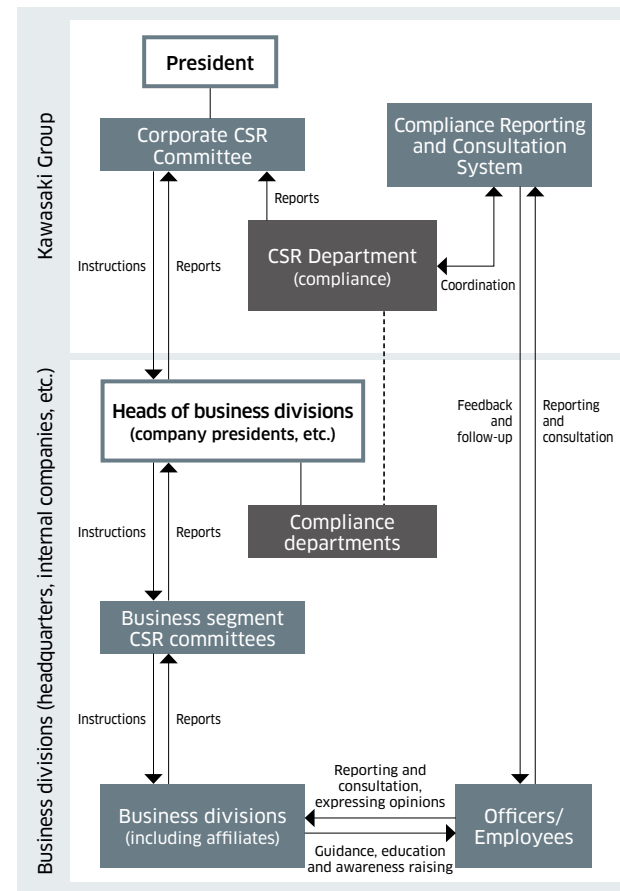 Kawasaki Group
President
Corporate CSR
Committee
Compliance Reporting
and Consultation
System
Reports
CSR Department
(compliance)
Coordination
Instructions
Reports
Business divisions (headquarters, internal companies, etc.)
Heads of business divisions
(company presidents, etc.)
Feedback
and
follow-up
Reporting
and
consultation
Compliance
departments
Instructions
Reports
Business segment
CSR committees
Instructions
Reports
Business divisions
(including affiliates)
Reporting and
consultation,
expressing opinions
Guidance, education
and awareness raising
Officers/
Employees